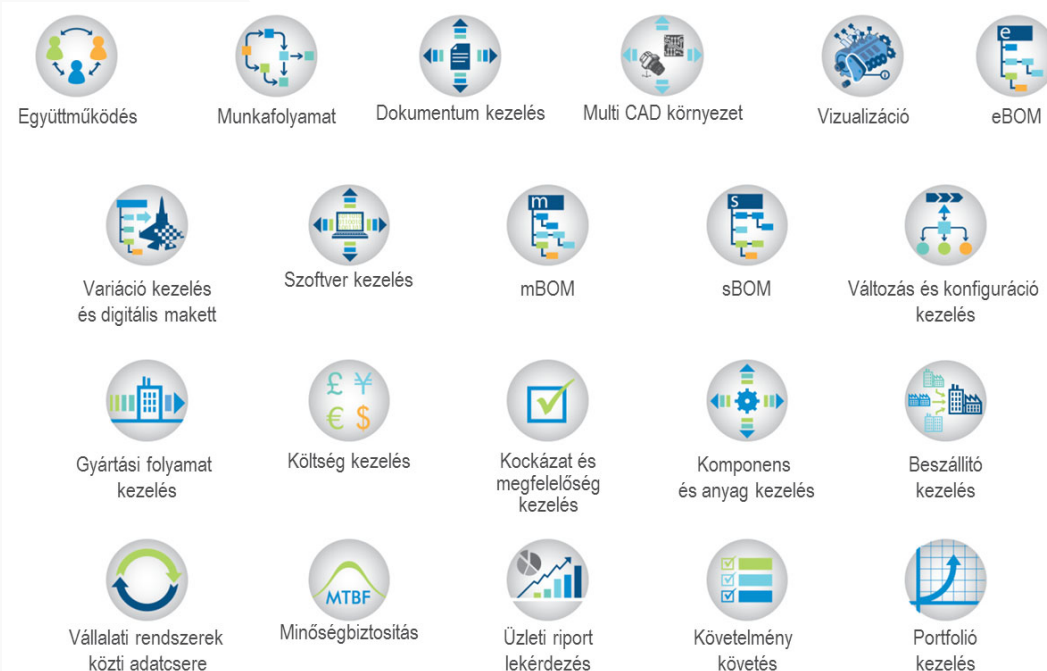 e
Együttműködés
Munkafolyamat
Dokumentum kezelés
Multi CAD környezet
Vizualizáció
eBOM
m
s
Variáció kezelés
és digitális makett
Szoftver kezelés
mBOM
sBOM
Változás és konfiguráció
kezelés
£ ¥
€ $
Gyártási folyamat
kezelés
Költség kezelés
Kockázat és
megfelelőség
kezelés
Komponens
és anyag kezelés
Beszállító
kezelés
MTBF
Vállalati rendszerek
közti adatcsere
Minőségbiztosítás
Üzleti riport
lekérdezés
Követelmény
követés
Portfolió
kezelés